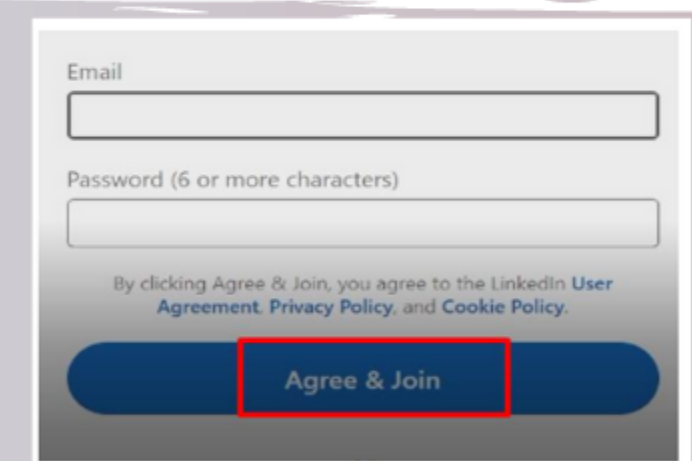 Email
Password (6 or more characters)
By clicking Agree & Join, you agree to the LinkedIn User
Agreement, Privacy Policy, and Cookie Policy.
Agree & Join